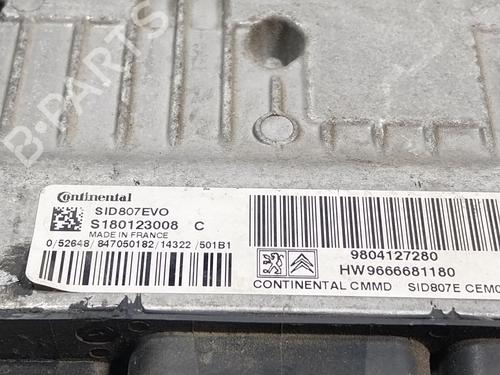 B-PARTS
Continental
SID807EVO
S180123008 C
MADE IN FRANCE
0/52648/847050182/14322/501B1
9804127280
HW9666681180
CONTINENTAL CMMD SID807E CEM0